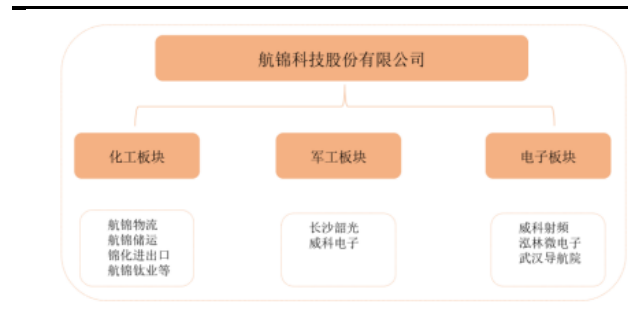 航锦科技股份有限公司
化工板块
军工板块
电子板块
航锦物流
航锦储运
锦化进出口
航锦钛业等
长沙韶光
威科电子
威科射频
泓林微电子
武汉导航院